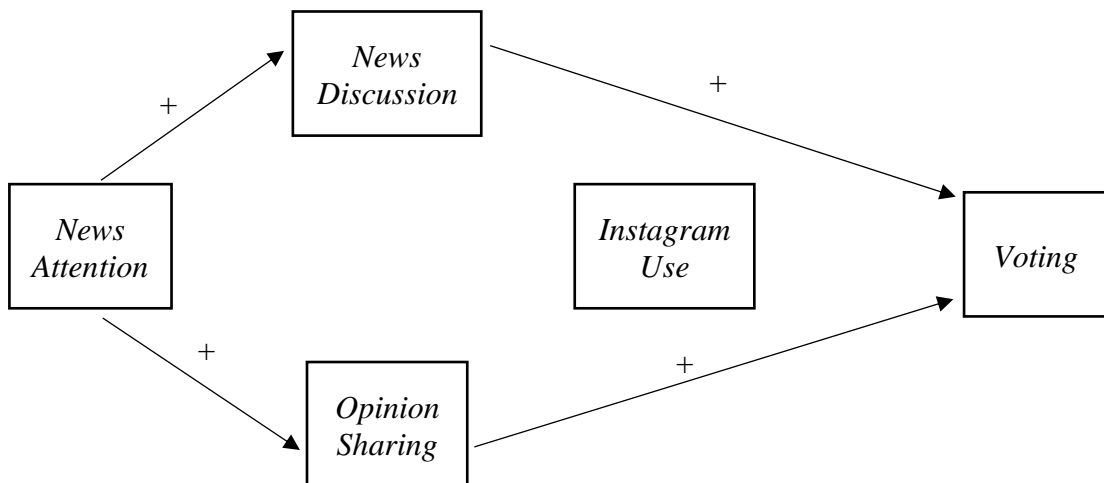 News
Discussion
+
+
News
Attention
Instagram
Use
Voting
+
+
Opinion
Sharing